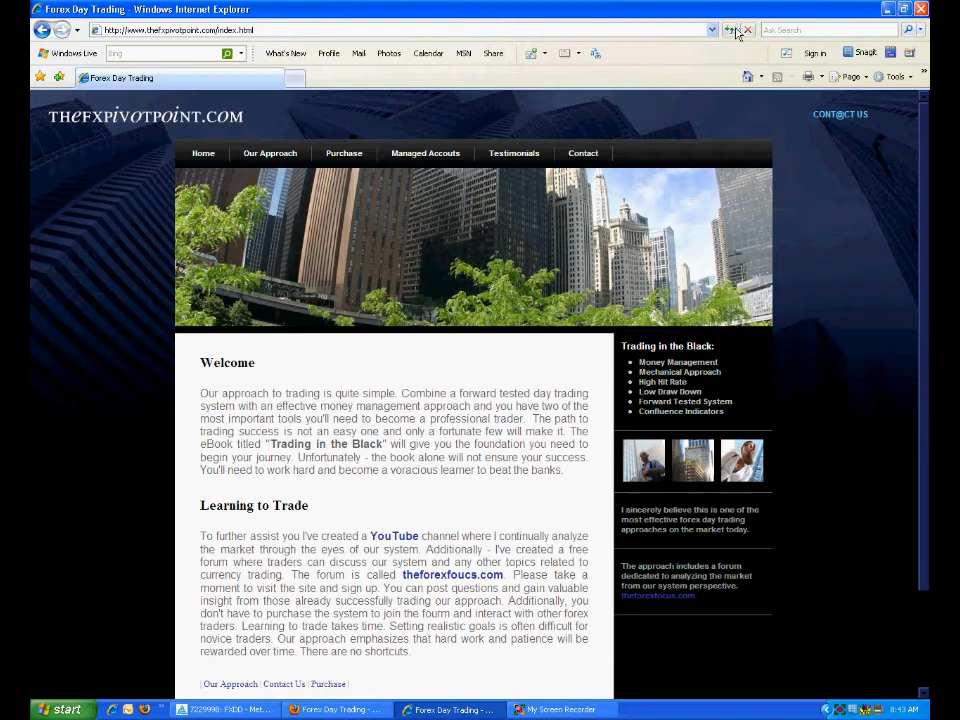 Forex Day Trading - Windows Internet Explorer
http://www.thefxpivotpoint.com/index.html
Ask Search
Windows Live
Bing
What's New
Profile
Mail
Photos
Calendar
MSN
Share
Sign in
Snagit
Forex Day Trading
Page
Tools
THeFXPiVOTPOiNT.COM
CONT@CT US
Home
Our Approach
Purchase
Managed Accouts
Testimonials
Contact
Welcome
Our approach to trading is quite simple. Combine a forward tested day trading
system with an effective money management approach and you have two of the
most important tools you'll need to become a professional trader. The path to
trading success is not an easy one and only a fortunate few will make it. The
eBook titled "Trading in the Black" will give you the foundation you need to
begin your journey. Unfortunately - the book alone will not ensure your success.
You'll need to work hard and become a voracious learner to beat the banks.
Learning to Trade
To further assist you I've created a YouTube channel where I continually analyze
the market through the eyes of our system. Additionally - I've created a free
forum where traders can discuss our system and any other topics related to
currency trading. The forum is called theforexfoucs.com. Please take a
moment to visit the site and sign up. You can post questions and gain valuable
insight from those already successfully trading our approach. Additionally, you
don't have to purchase the system to join the fourm and interact with other forex
traders. Learning to trade takes time. Setting realistic goals is often difficult for
novice traders. Our approach emphasizes that hard work and patience will be
rewarded over time. There are no shortcuts.
| Our Approach | Contact Us | Purchase |
Trading in the Black:
Money Management
Mechanical Approach
High Hit Rate
Low Draw Down
Forward Tested System
Confluence Indicators
I sincerely believe this is one of the
most effective forex day trading
approaches on the market today.
The approach includes a forum
dedicated to analyzing the market
from our system perspective.
theforexfocus.com
start
7229998: FXDD - Met...
Forex Day Trading - ...
Forex Day Trading - ...
My Screen Recorder
8:43 AM